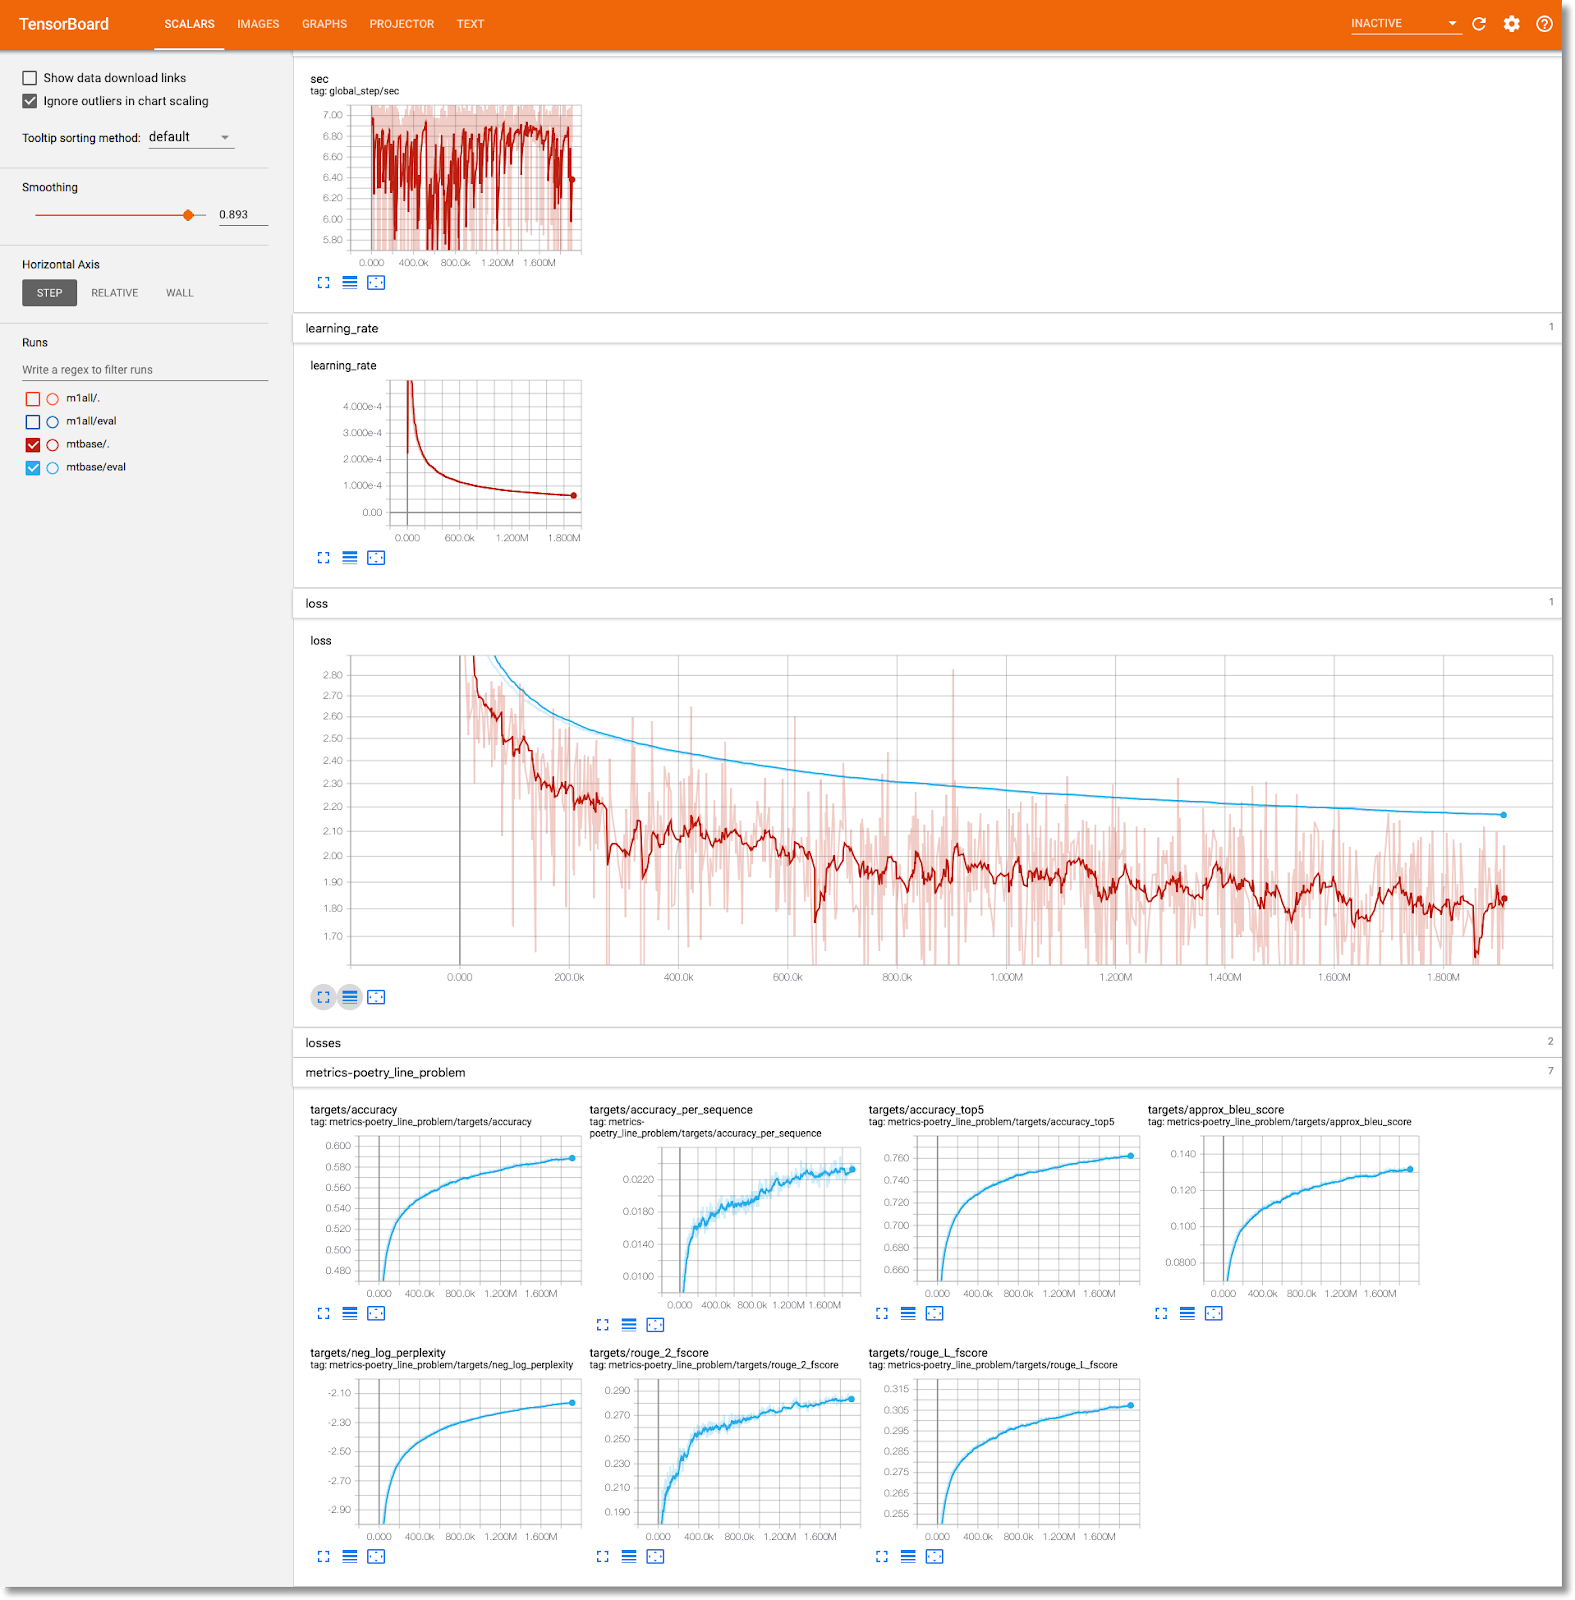 TensorBoard SCALARS IMAGES GRAPHS PROJECTOR TEXT INACTIVE
Show data download links
Ignore outliers in chart scaling
Tooltip sorting method: default
Smoothing
0.893
Horizontal Axis
STEP RELATIVE WALL
Runs
Write a regex to filter runs
m1all/.
m1all/eval
mtbase/.
mtbase/eval
sec
tag: global_step/sec
7.00
6.80
6.60
6.40
6.20
6.00
5.80
0.000 400.0k 800.0k 1.200M 1.600M
learning_rate 1
learning_rate
4.000e-4
3.000e-4
2.000e-4
1.000e-4
0.00
0.000 600.0k 1.200M 1.800M
loss 1
loss
2.80
2.70
2.60
2.50
2.40
2.30
2.20
2.10
2.00
1.90
1.80
1.70
0.000 200.0k 400.0k 600.0k 800.0k 1.000M 1.200M 1.400M 1.600M 1.800M
losses 2
metrics-poetry_line_problem 7
targets/accuracy
tag: metrics-poetry_line_problem/targets/accuracy
0.600
0.580
0.560
0.540
0.520
0.500
0.480
0.000 400.0k 800.0k 1.200M 1.600M
targets/accuracy_per_sequence
tag: metrics-
poetry_line_problem/targets/accuracy_per_sequence
0.0220
0.0180
0.0140
0.0100
0.000 400.0k 800.0k 1.200M 1.600M
targets/accuracy_top5
tag: metrics-poetry_line_problem/targets/accuracy_top5
0.760
0.740
0.720
0.700
0.680
0.660
0.000 400.0k 800.0k 1.200M 1.600M
targets/approx_bleu_score
tag: metrics-poetry_line_problem/targets/approx_bleu_score
0.140
0.120
0.100
0.0800
0.000 400.0k 800.0k 1.200M 1.600M
targets/neg_log_perplexity
tag: metrics-poetry_line_problem/targets/neg_log_perplexity
-2.10
-2.30
-2.50
-2.70
-2.90
0.000 400.0k 800.0k 1.200M 1.600M
targets/rouge_2_fscore
tag: metrics-poetry_line_problem/targets/rouge_2_fscore
0.290
0.270
0.250
0.230
0.210
0.190
0.000 400.0k 800.0k 1.200M 1.600M
targets/rouge_L_fscore
tag: metrics-poetry_line_problem/targets/rouge_L_fscore
0.315
0.305
0.295
0.285
0.275
0.265
0.255
0.000 400.0k 800.0k 1.200M 1.600M